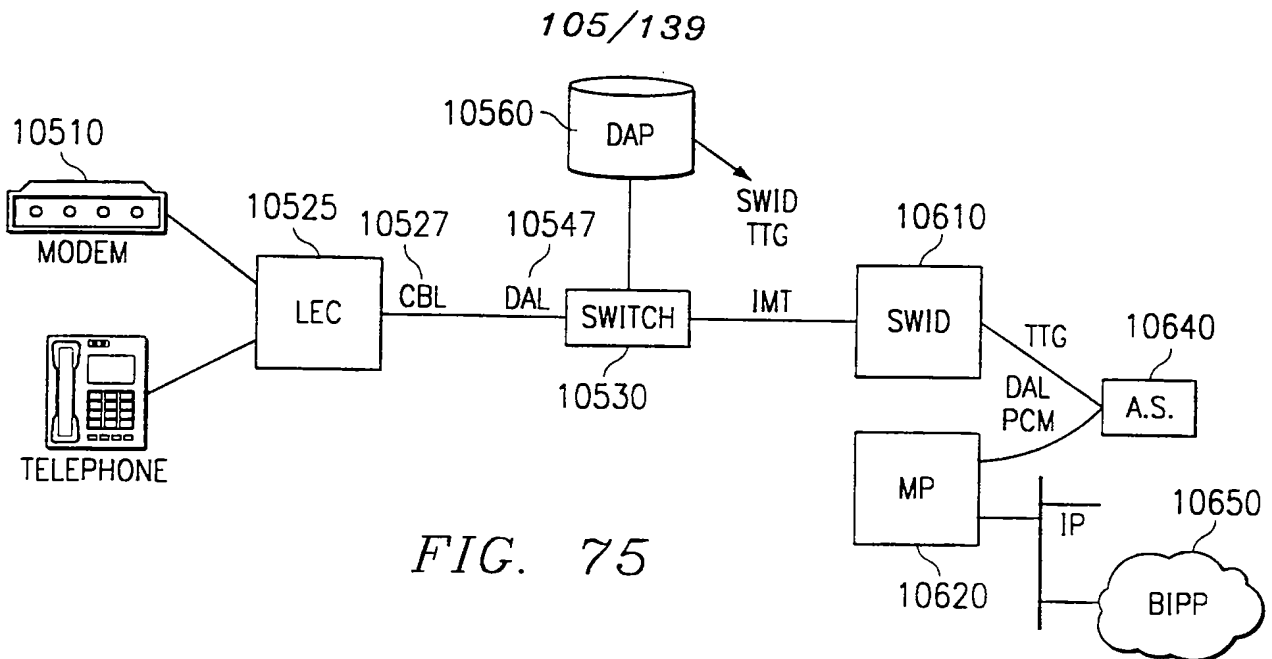 105/139
10560
DAP
10510
MODEM
10525
10527
10547
SWID
TTG
10610
LEC
CBL
DAL
SWITCH
IMT
SWID
10530
TTG
10640
DAL
PCM
A.S.
TELEPHONE
MP
10620
IP
10650
BIPP
FIG. 75